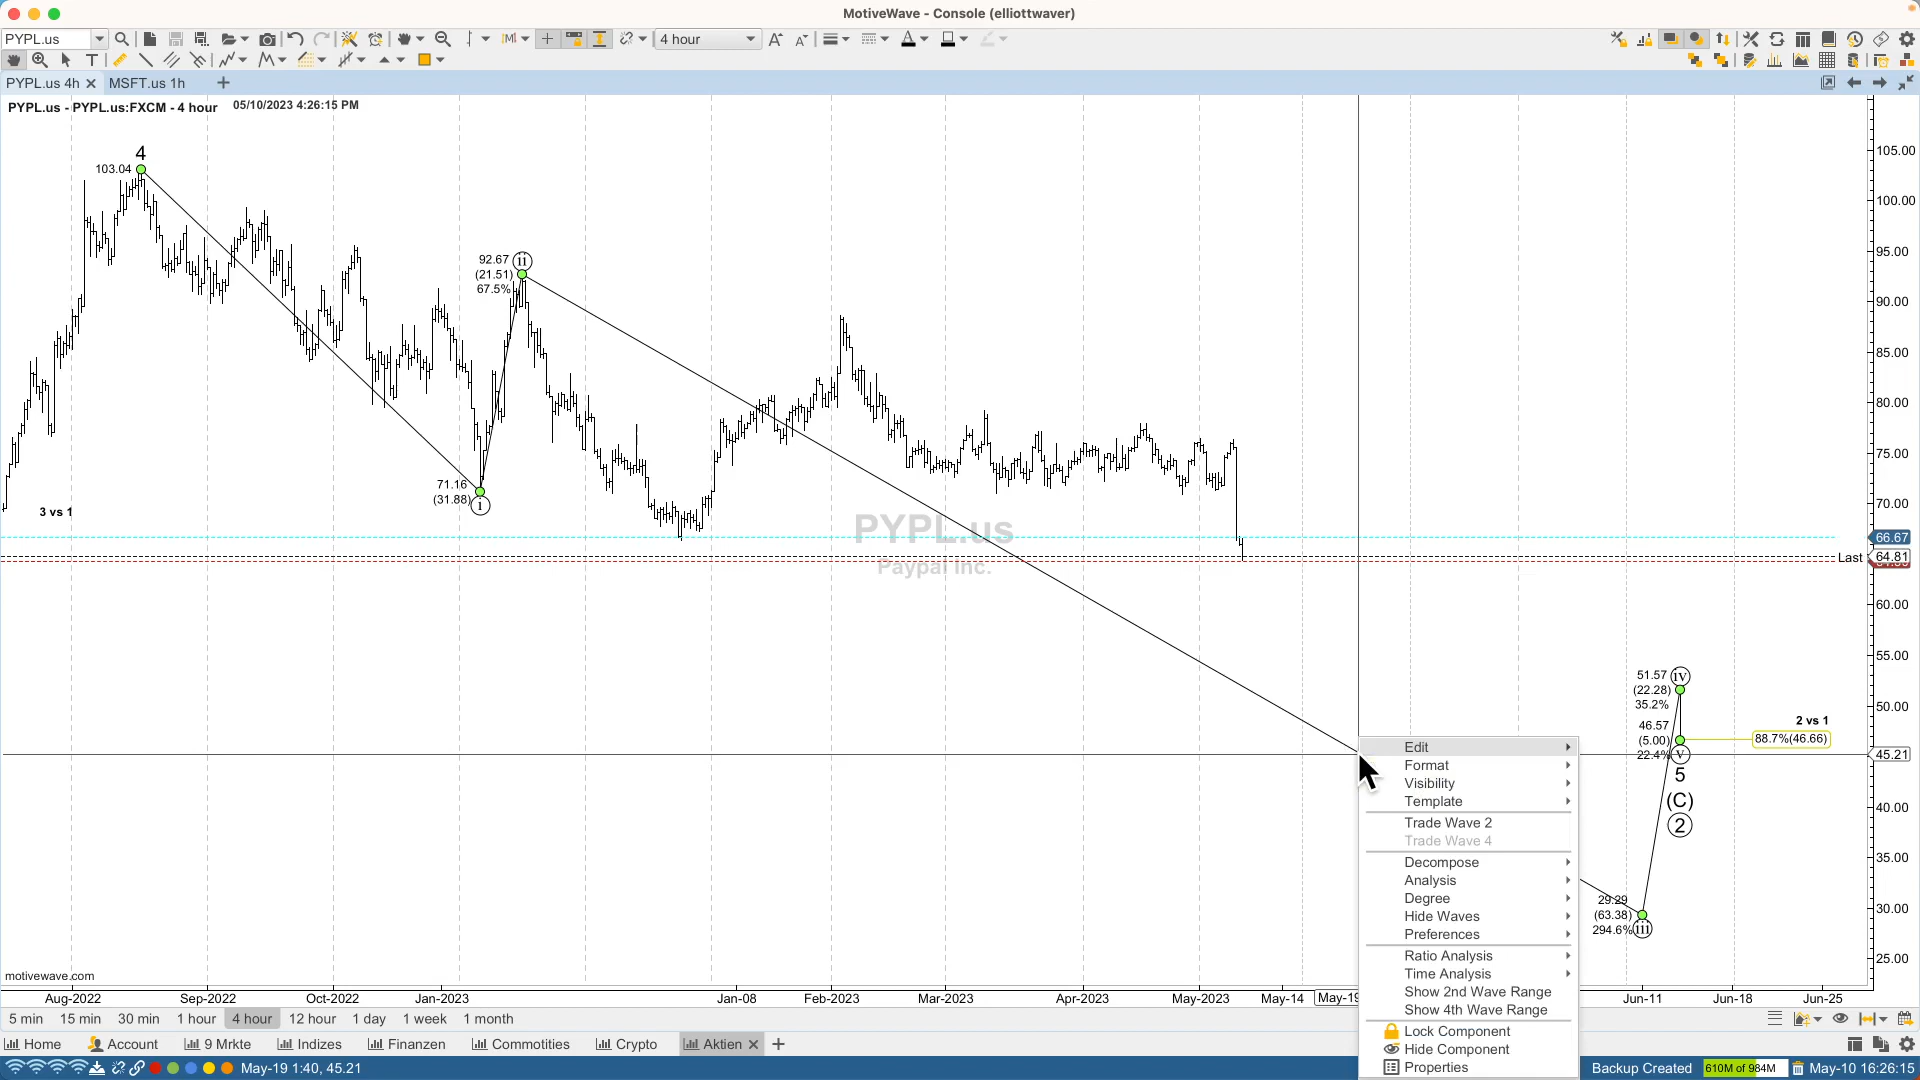 MotiveWave - Console (elliottwaver)
PYPL.us
4 hour
PYPL.us 4h
MSFT.us 1h
PYPL.us - PYPL.us:FXCM - 4 hour
05/10/2023 4:26:15 PM
4
103.04
92.67
(21.51)
67.5%
ii
71.16
(31.88)
i
3 vs 1
PYPL.us
Paypal Inc.
105.00
100.00
95.00
90.00
85.00
80.00
75.00
70.00
66.67
Last
64.81
60.00
55.00
50.00
45.21
40.00
35.00
30.00
25.00
51.57
(22.28)
35.2%
iv
46.57
(5.00)
22.4%
v
2 vs 1
88.7%(46.66)
5
(C)
2
29.29
(63.38)
294.6%
iii
Edit
Format
Visibility
Template
Trade Wave 2
Trade Wave 4
Decompose
Analysis
Degree
Hide Waves
Preferences
Ratio Analysis
Time Analysis
Show 2nd Wave Range
Show 4th Wave Range
Lock Component
Hide Component
Properties
motivewave.com
Aug-2022
Sep-2022
Oct-2022
Jan-2023
Jan-08
Feb-2023
Mar-2023
Apr-2023
May-2023
May-14
May-19
Jun-11
Jun-18
Jun-25
5 min
15 min
30 min
1 hour
4 hour
12 hour
1 day
1 week
1 month
Home
Account
9 Mrkte
Indizes
Finanzen
Commotities
Crypto
Aktien
May-19 1:40, 45.21
Backup Created
610M of 984M
May-10 16:26:15